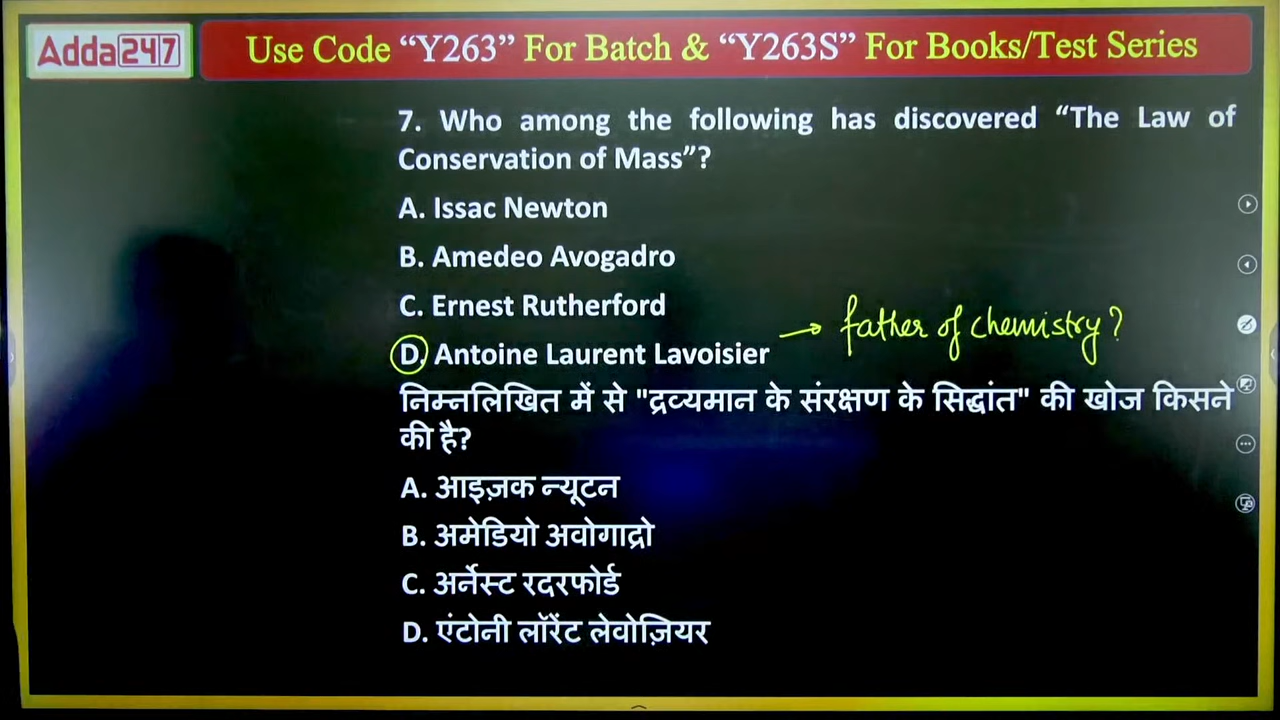 Adda247
Use Code “Y263” For Batch & “Y263S” For Books/Test Series
7. Who among the following has discovered “The Law of
Conservation of Mass”?
A. Issac Newton
B. Amedeo Avogadro
C. Ernest Rutherford
D. Antoine Laurent Lavoisier → father of chemistry?
निम्नलिखित में से "द्रव्यमान के संरक्षण के सिद्धांत" की खोज किसने
की है?
A. आइज़क न्यूटन
B. अमेडियो अवोगाद्रो
C. अर्नेस्ट रदरफोर्ड
D. एंटोनी लॉरेंट लेवोज़ियर